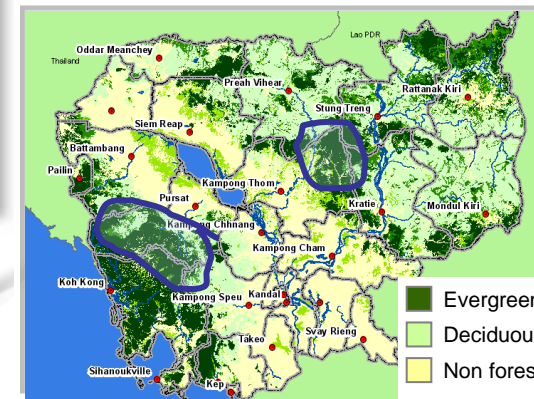 Lao PDR
Oddar Meanchey
Thailand
Preah Vihear
Rattanak Kiri
Stung Treng
Siem Reap
Battambang
Pailin
Kampong Thom
Pursat
Kratie
Mondul Kiri
Kampong Chhnang
Kampong Cham
Koh Kong
Kampong Speu
Kandal
Svay Rieng
Takeo
Sihanoukville
Kep
Evergreen
Deciduou
Non fores